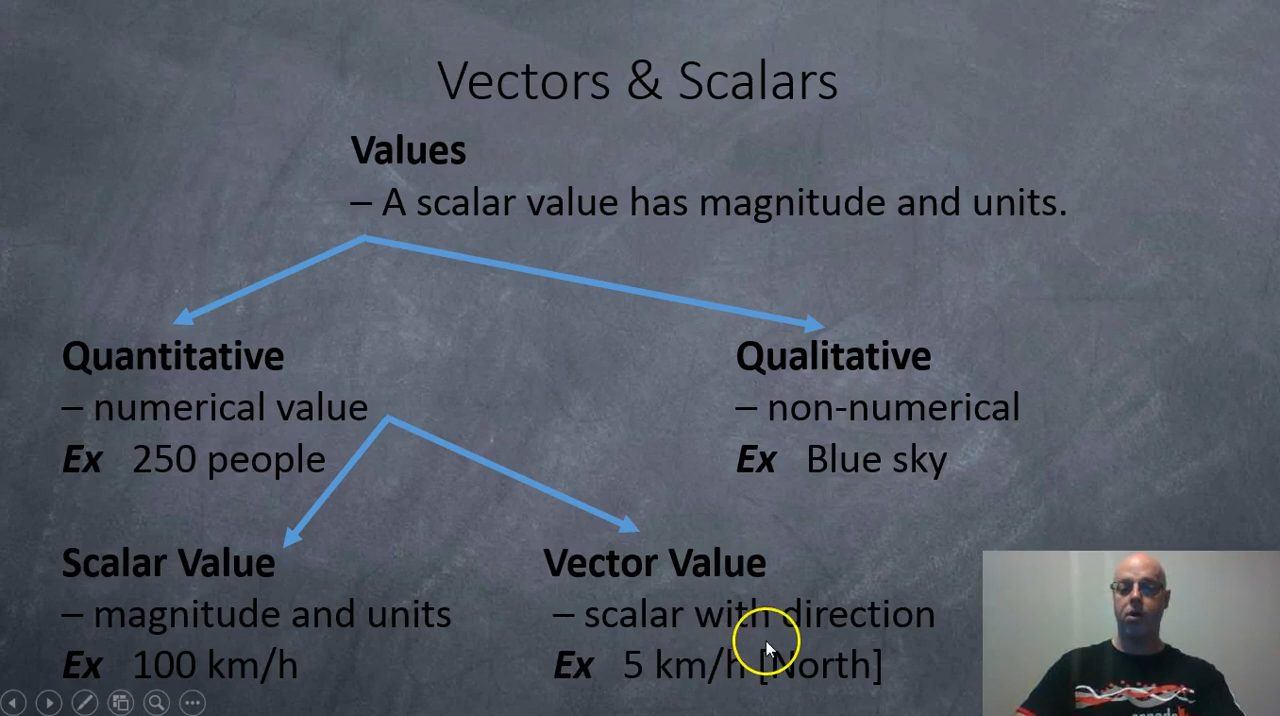 Vectors & Scalars
Values
– A scalar value has magnitude and units.
Quantitative
– numerical value
Ex 250 people
Qualitative
– non-numerical
Ex Blue sky
Scalar Value
– magnitude and units
Ex 100 km/h
Vector Value
– scalar with direction
Ex 5 km/h [North]